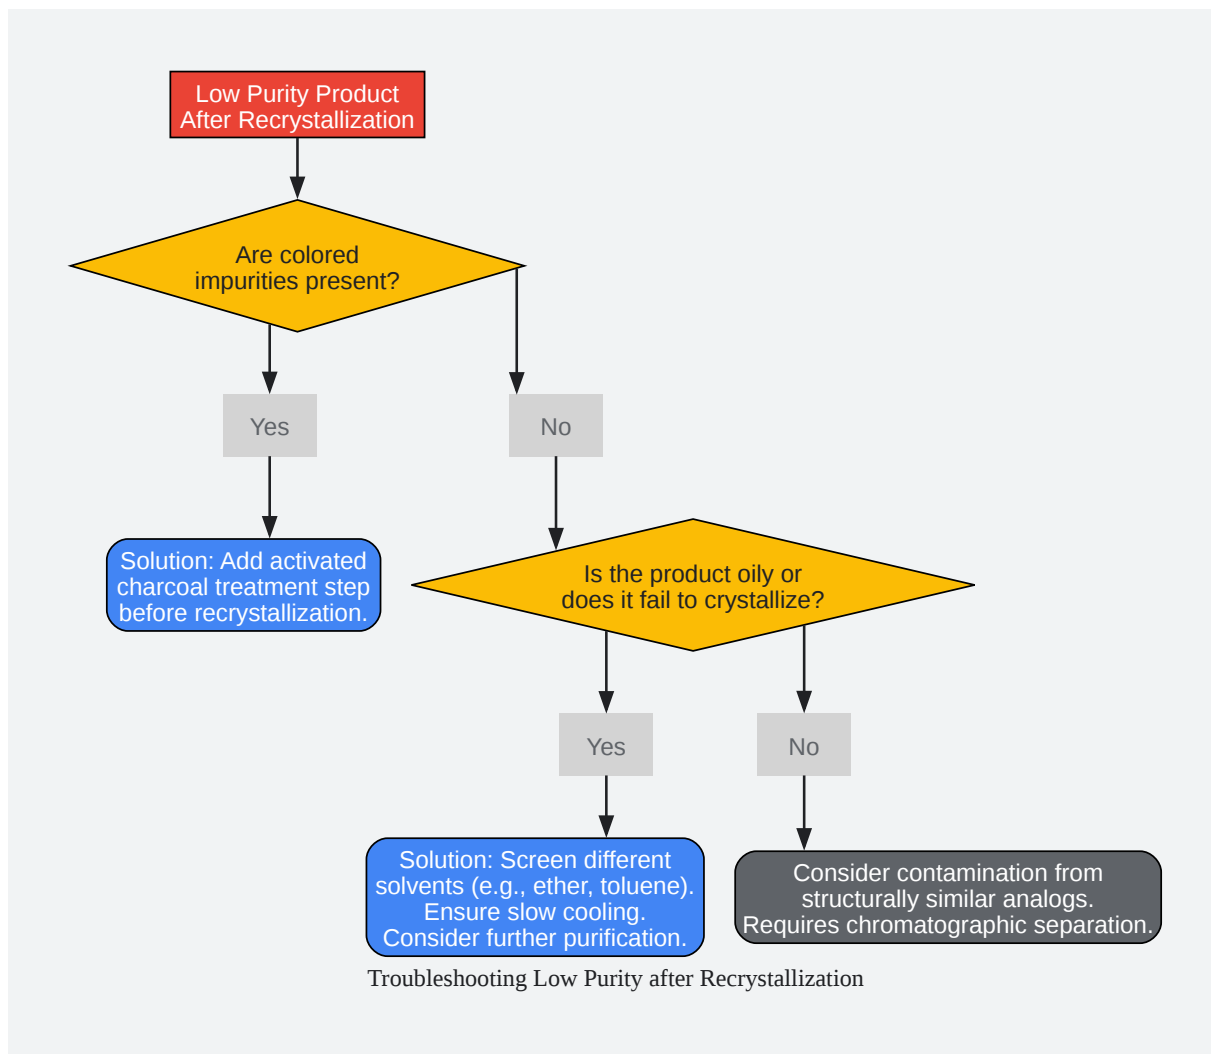 Low Purity Product
After Recrystallization
Are colored
impurities present?
Yes
No
Solution: Add activated
charcoal treatment step
before recrystallization.
Is the product oily or
does it fail to crystallize?
Yes
No
Solution: Screen different
solvents (e.g., ether, toluene).
Ensure slow cooling.
Consider further purification.
Consider contamination from
structurally similar analogs.
Requires chromatographic separation.
Troubleshooting Low Purity after Recrystallization